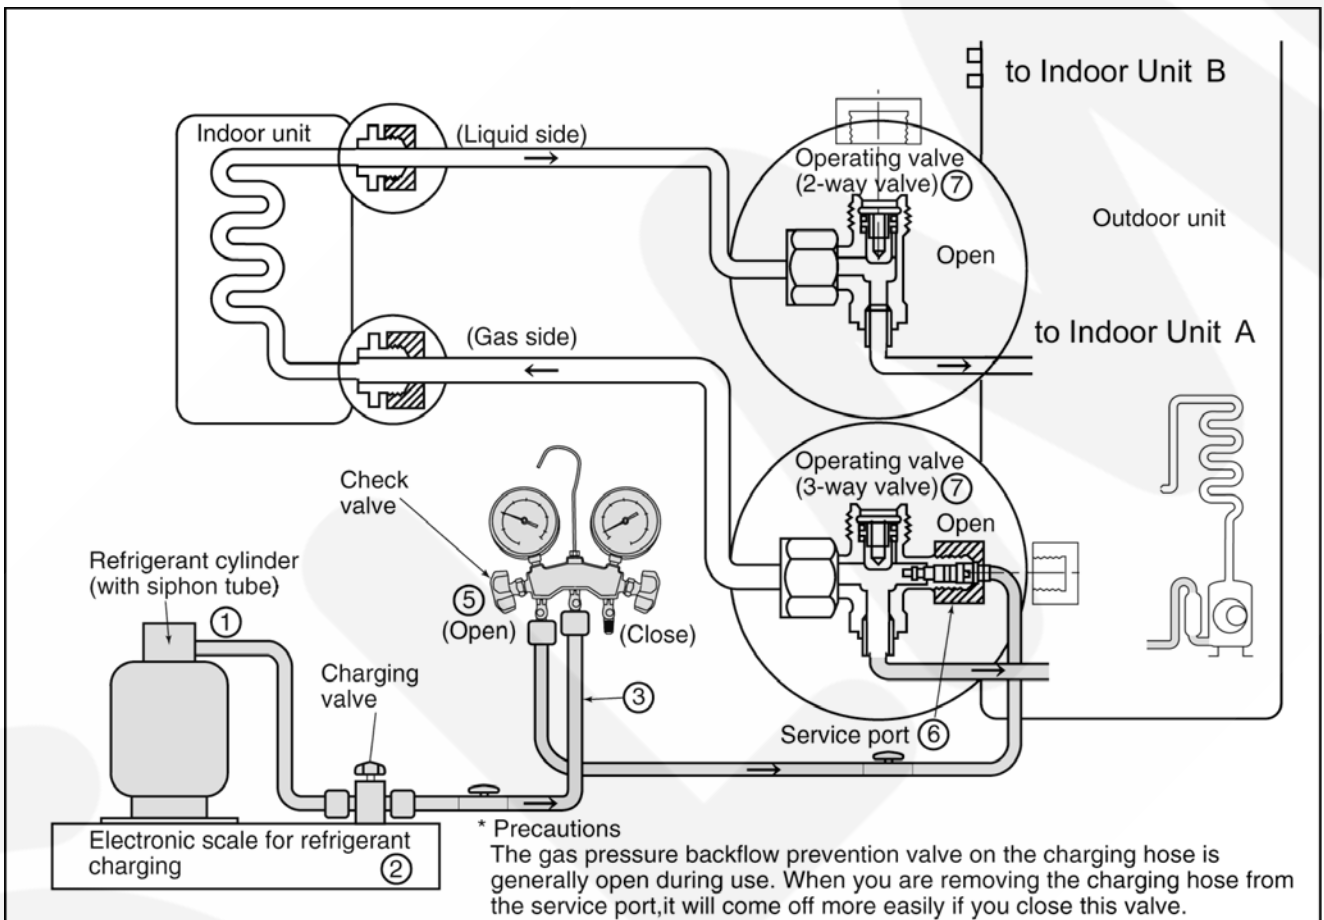 to Indoor Unit B
Indoor unit
(Liquid side)
Operating valve
(2-way valve) ⑦
Outdoor unit
Open
to Indoor Unit A
(Gas side)
Operating valve
(3-way valve) ⑦
Open
Check
valve
Refrigerant cylinder
(with siphon tube)
①
⑤
(Open)
(Close)
Charging
valve
③
Service port ⑥
* Precautions
The gas pressure backflow prevention valve on the charging hose is
generally open during use. When you are removing the charging hose from
the service port,it will come off more easily if you close this valve.
Electronic scale for refrigerant
charging ②